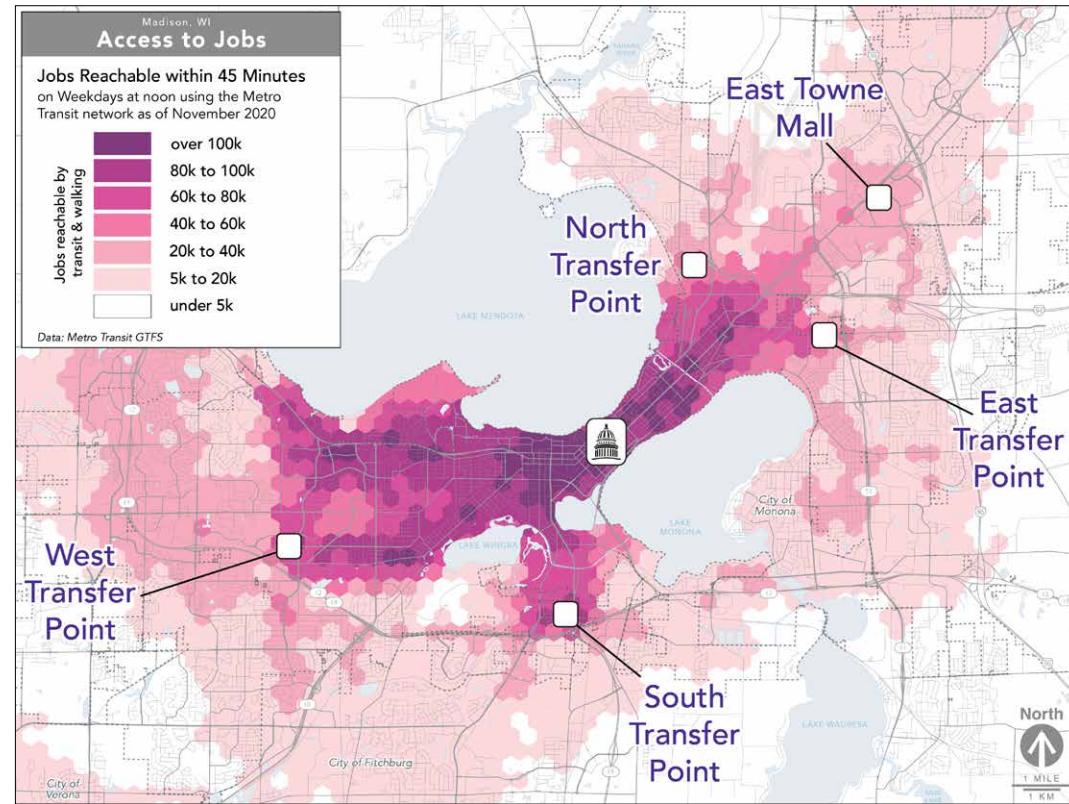 Madison, WI
Access to Jobs
Jobs Reachable within 45 Minutes
on Weekdays at noon using the Metro
Transit network as of November 2020
Jobs reachable by
transit & walking
over 100k
80k to 100k
60k to 80k
40k to 60k
20k to 40k
5k to 20k
under 5k
Data: Metro Transit GTFS
East Towne
Mall
North
Transfer
Point
LAKE MENDOTA
East
Transfer
Point
City of
Monona
LAKE
MONONA
LAKE WINGRA
West
Transfer
Point
South
Transfer
Point
LAKE WAUBESA
City of Fitchburg
City of
Verona
North
1 MILE
1 KM